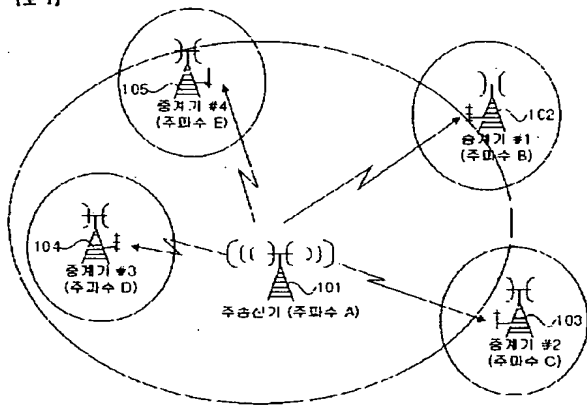 [도 1]
105
중계기 #4
(주파수 E)
102
중계기 #1
(주파수 B)
104
중계기 #3
(주파수 D)
101
주송신기 (주파수 A)
103
중계기 #2
(주파수 C)